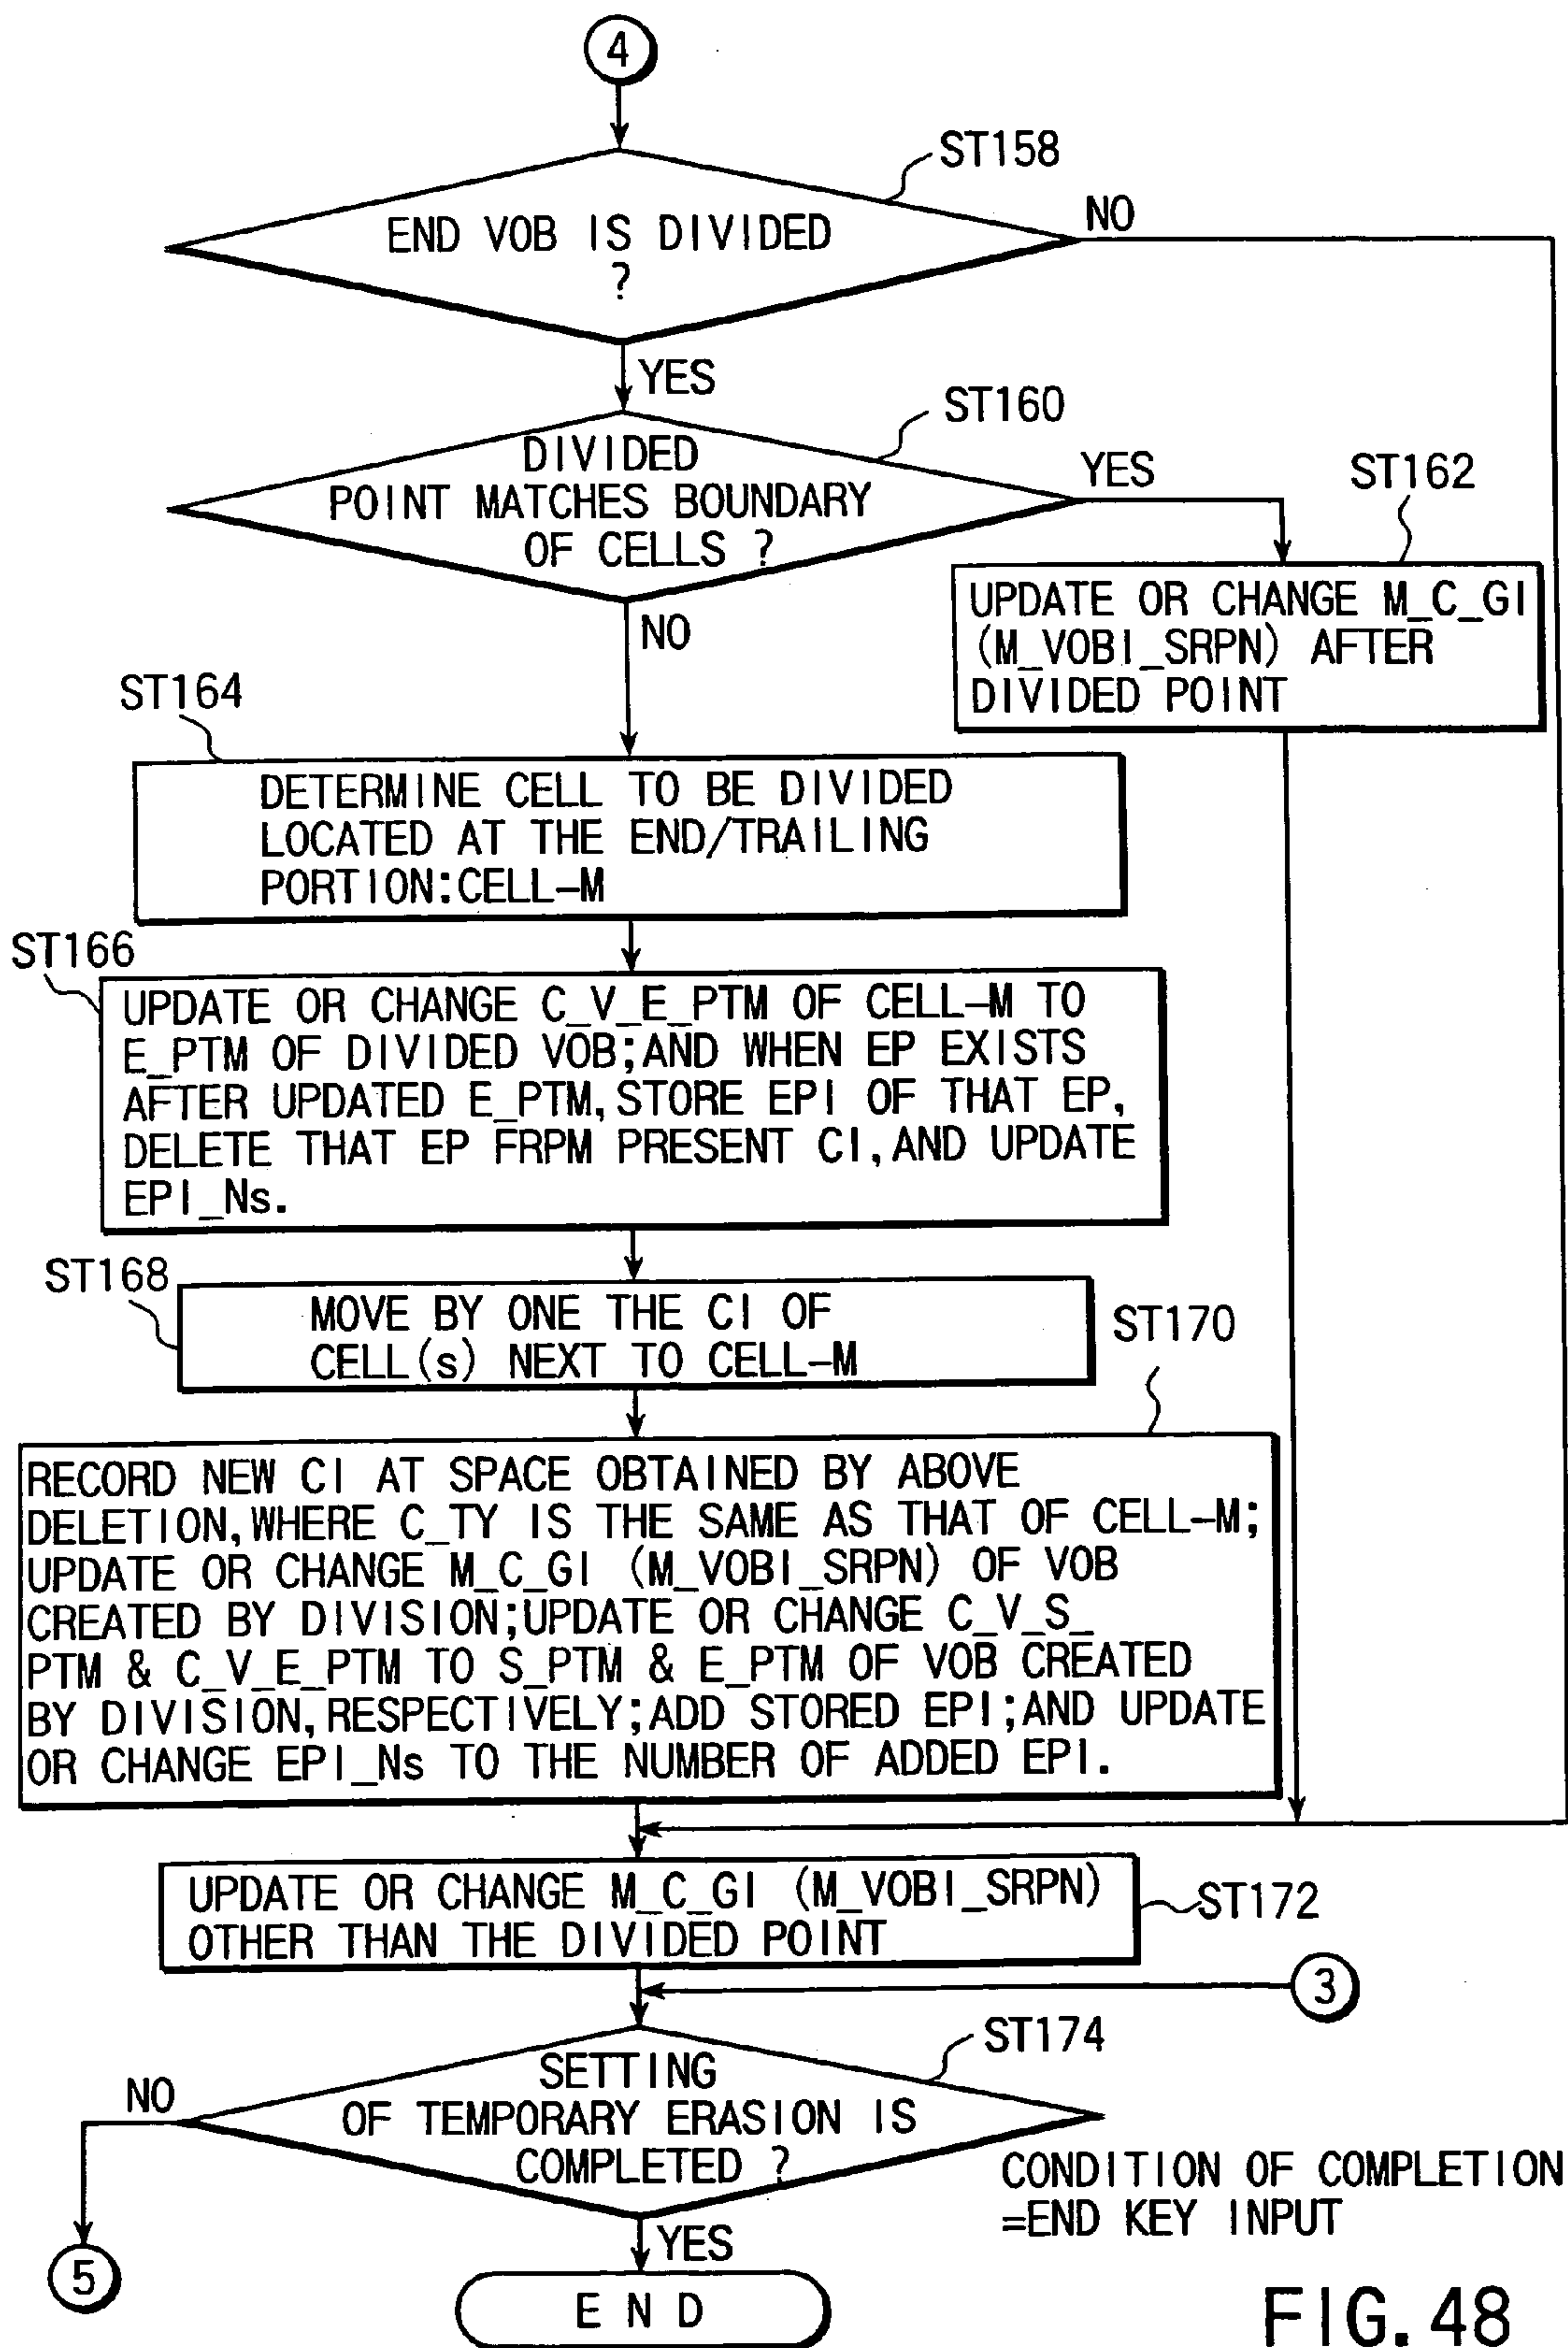 4
ST158
END VOB IS DIVIDED
?
NO
YES
ST160
DIVIDED
POINT MATCHES BOUNDARY
OF CELLS ?
YES
ST162
UPDATE OR CHANGE M_C_GI
(M_VOBI_SRPN) AFTER
DIVIDED POINT
NO
ST164
DETERMINE CELL TO BE DIVIDED
LOCATED AT THE END/TRAILING
PORTION:CELL-M
ST166
UPDATE OR CHANGE C_V_E_PTM OF CELL-M TO
E_PTM OF DIVIDED VOB;AND WHEN EP EXISTS
AFTER UPDATED E_PTM,STORE EPI OF THAT EP,
DELETE THAT EP FRPM PRESENT CI,AND UPDATE
EPI_Ns.
ST168
MOVE BY ONE THE CI OF
CELL(s) NEXT TO CELL-M
ST170
RECORD NEW CI AT SPACE OBTAINED BY ABOVE
DELETION,WHERE C_TY IS THE SAME AS THAT OF CELL-M;
UPDATE OR CHANGE M_C_GI (M_VOBI_SRPN) OF VOB
CREATED BY DIVISION;UPDATE OR CHANGE C_V_S_
PTM & C_V_E_PTM TO S_PTM & E_PTM OF VOB CREATED
BY DIVISION,RESPECTIVELY;ADD STORED EPI;AND UPDATE
OR CHANGE EPI_Ns TO THE NUMBER OF ADDED EPI.
UPDATE OR CHANGE M_C_GI (M_VOBI_SRPN)
OTHER THAN THE DIVIDED POINT
ST172
3
ST174
SETTING
OF TEMPORARY ERASION IS
COMPLETED ?
NO
CONDITION OF COMPLETION
=END KEY INPUT
YES
5
END
FIG. 48